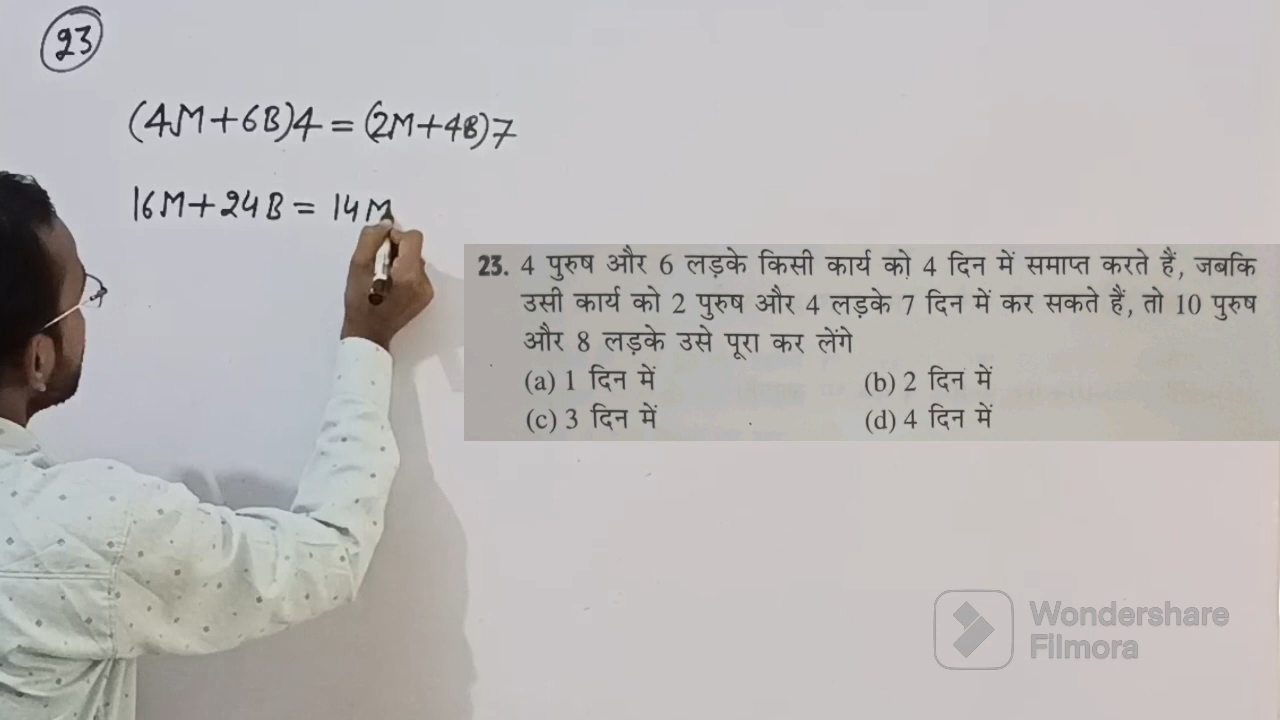 23
(4M+6B)4=(2M+4B)7
16M+24B= 14M
23. 4 पुरुष और 6 लड़के किसी कार्य को 4 दिन में समाप्त करते हैं, जबकि
उसी कार्य को 2 पुरुष और 4 लड़के 7 दिन में कर सकते हैं, तो 10 पुरुष
और 8 लड़के उसे पूरा कर लेंगे
(a) 1 दिन में (b) 2 दिन में
(c) 3 दिन में (d) 4 दिन में
Wondershare
Filmora